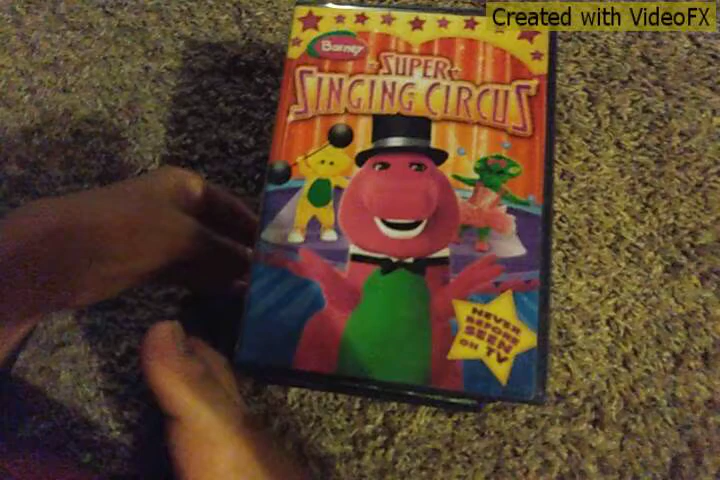 Created with VideoFX
Barney
SUPER
SINGING CIRCUS
NEVER
BEFORE
SEEN
ON TV